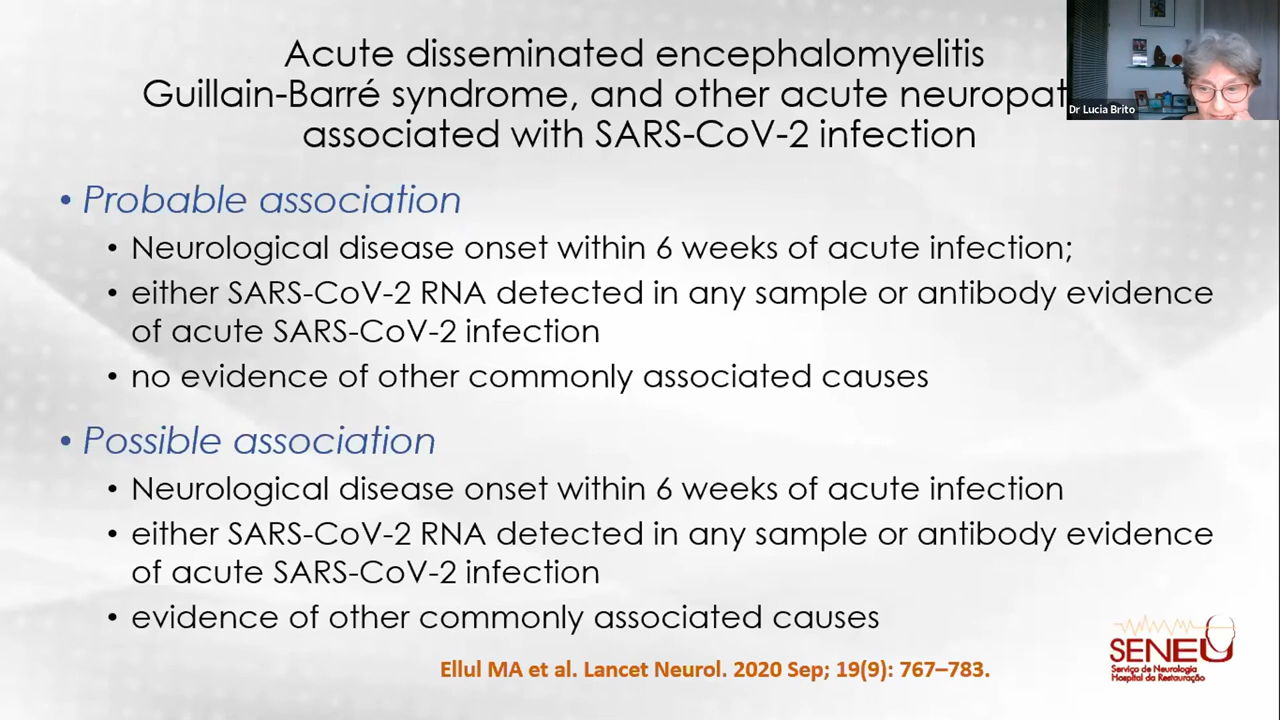 Acute disseminated encephalomyelitis
Guillain-Barré syndrome, and other acute neuropat
associated with SARS-CoV-2 infection
Dr Lucia Brito
• Probable association
• Neurological disease onset within 6 weeks of acute infection;
• either SARS-CoV-2 RNA detected in any sample or antibody evidence
of acute SARS-CoV-2 infection
• no evidence of other commonly associated causes
• Possible association
• Neurological disease onset within 6 weeks of acute infection
• either SARS-CoV-2 RNA detected in any sample or antibody evidence
of acute SARS-CoV-2 infection
• evidence of other commonly associated causes
Ellul MA et al. Lancet Neurol. 2020 Sep; 19(9): 767–783.
SENEU
Serviço de Neurologia
Hospital da Restauração